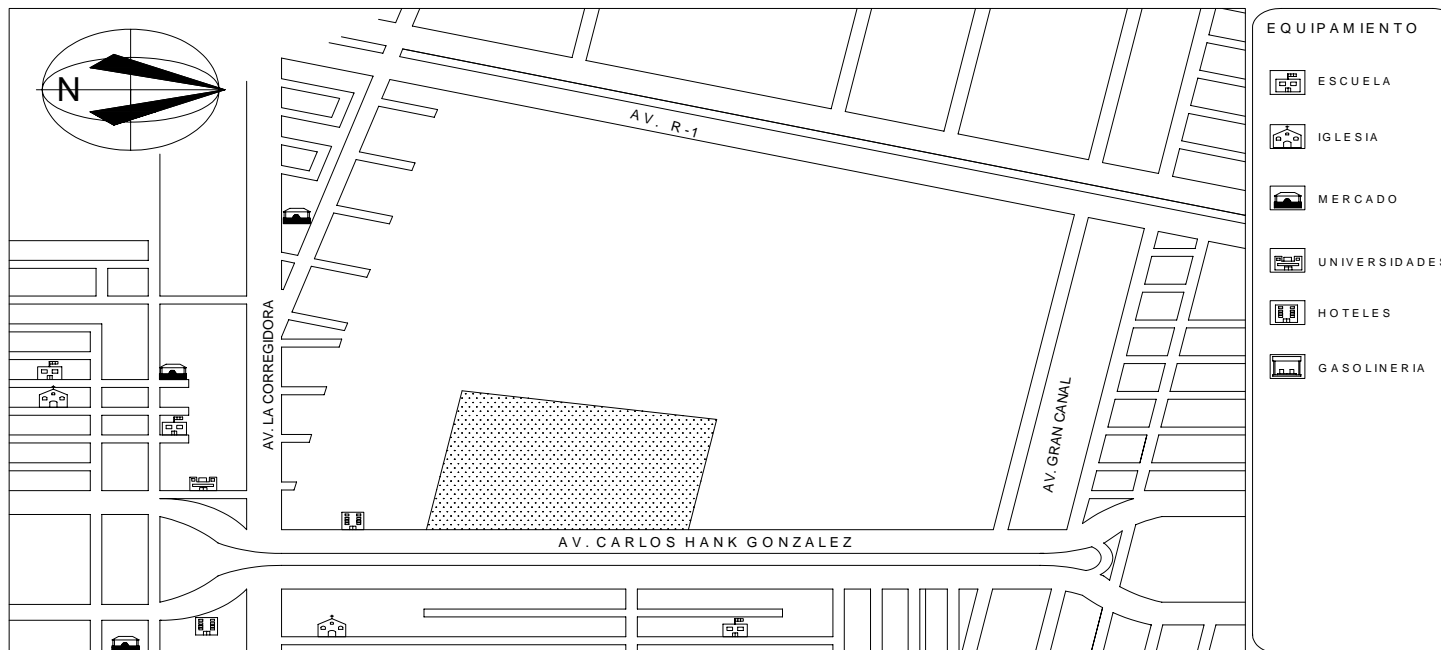 N
AV. R-1
AV. LA CORREGIDORA
AV. GRAN CANAL
AV. CARLOS HANK GONZALEZ
EQUIPAMIENTO
ESCUELA
IGLESIA
MERCADO
UNIVERSIDADES
HOTELES
GASOLINERIA